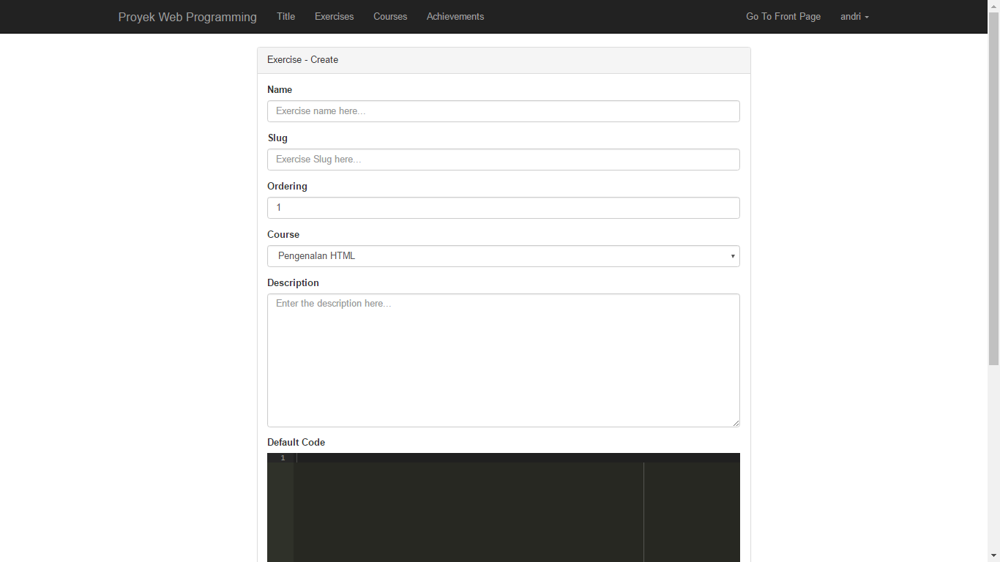 Proyek Web Programming Title Exercises Courses Achievements Go To Front Page andri
Exercise - Create
Name
Exercise name here...
Slug
Exercise Slug here...
Ordering
1
Course
Pengenalan HTML
Description
Enter the description here...
Default Code
1